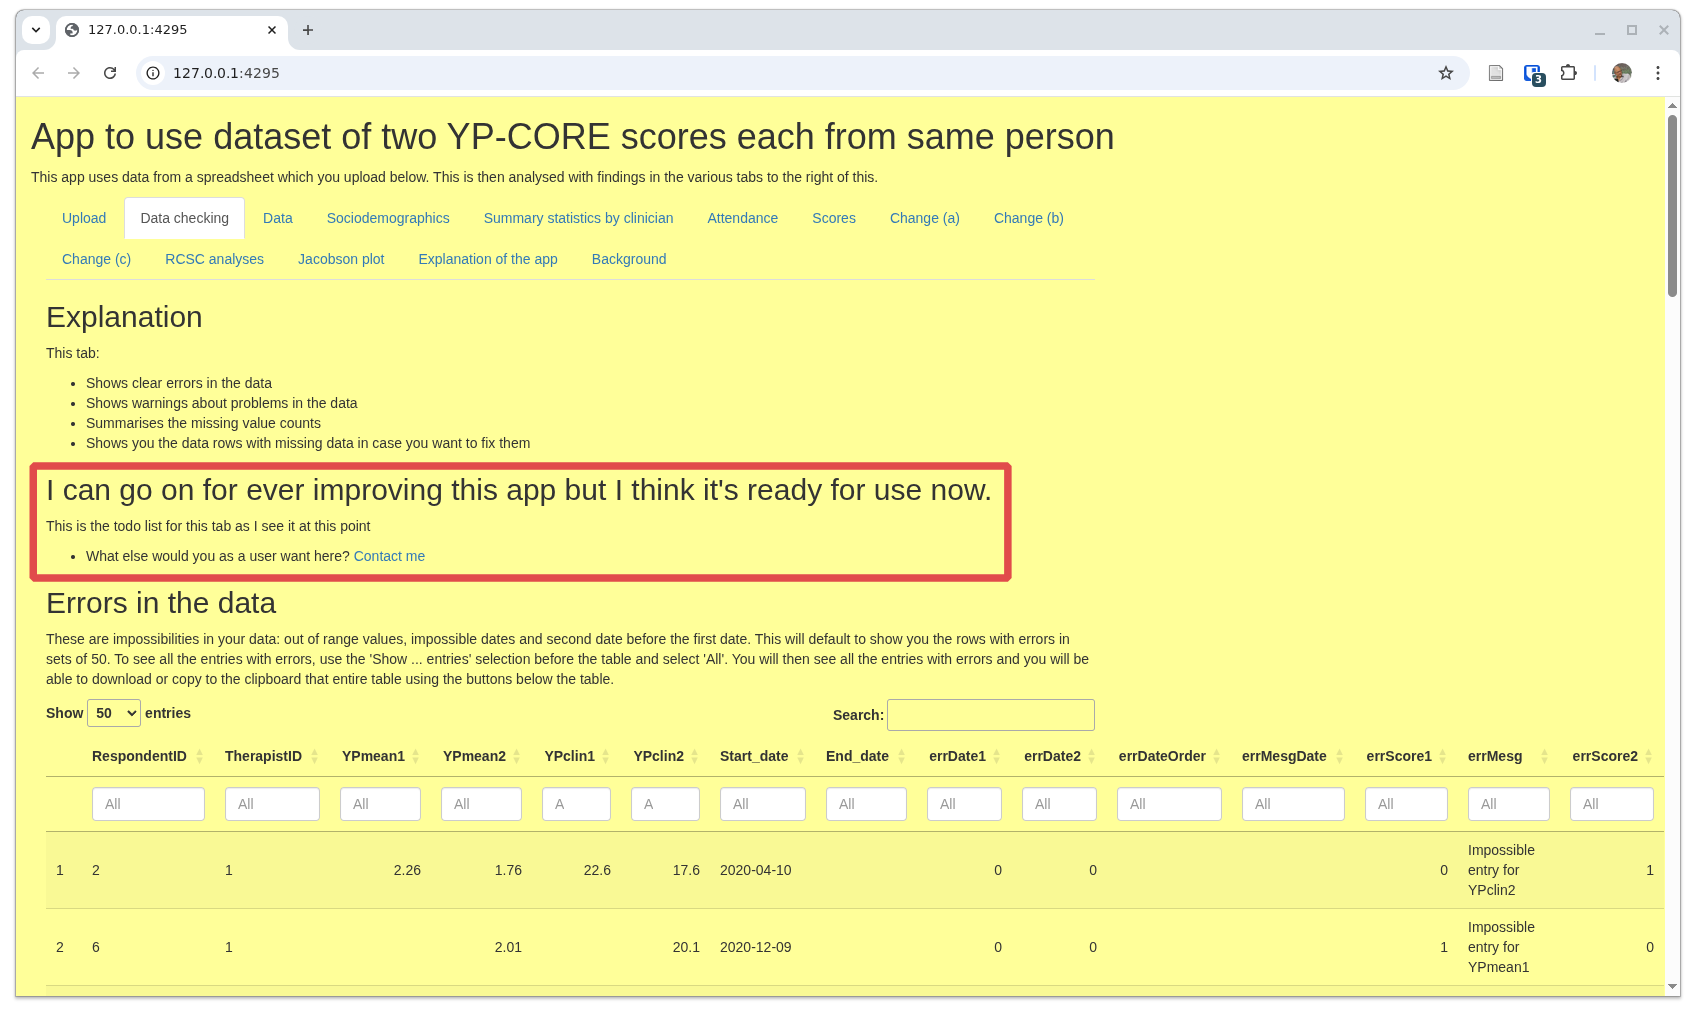 127.0.0.1:4295
127.0.0.1:4295
3
App to use dataset of two YP-CORE scores each from same person
This app uses data from a spreadsheet which you upload below. This is then analysed with findings in the various tabs to the right of this.
Upload Data checking Data Sociodemographics Summary statistics by clinician Attendance Scores Change (a) Change (b)
Change (c) RCSC analyses Jacobson plot Explanation of the app Background
Explanation
This tab:
• Shows clear errors in the data
• Shows warnings about problems in the data
• Summarises the missing value counts
• Shows you the data rows with missing data in case you want to fix them
I can go on for ever improving this app but I think it's ready for use now.
This is the todo list for this tab as I see it at this point
• What else would you as a user want here? Contact me
Errors in the data
These are impossibilities in your data: out of range values, impossible dates and second date before the first date. This will default to show you the rows with errors in
sets of 50. To see all the entries with errors, use the 'Show ... entries' selection before the table and select 'All'. You will then see all the entries with errors and you will be
able to download or copy to the clipboard that entire table using the buttons below the table.
Show 50 entries Search:
RespondentID TherapistID YPmean1 YPmean2 YPclin1 YPclin2 Start_date End_date errDate1 errDate2 errDateOrder errMesgDate errScore1 errMesg errScore2
All All All All A A All All All All All All All All All
1 2 1 2.26 1.76 22.6 17.6 2020-04-10 0 0 0 Impossible entry for YPclin2 1
2 6 1 2.01 20.1 2020-12-09 0 0 1 Impossible entry for YPmean1 0